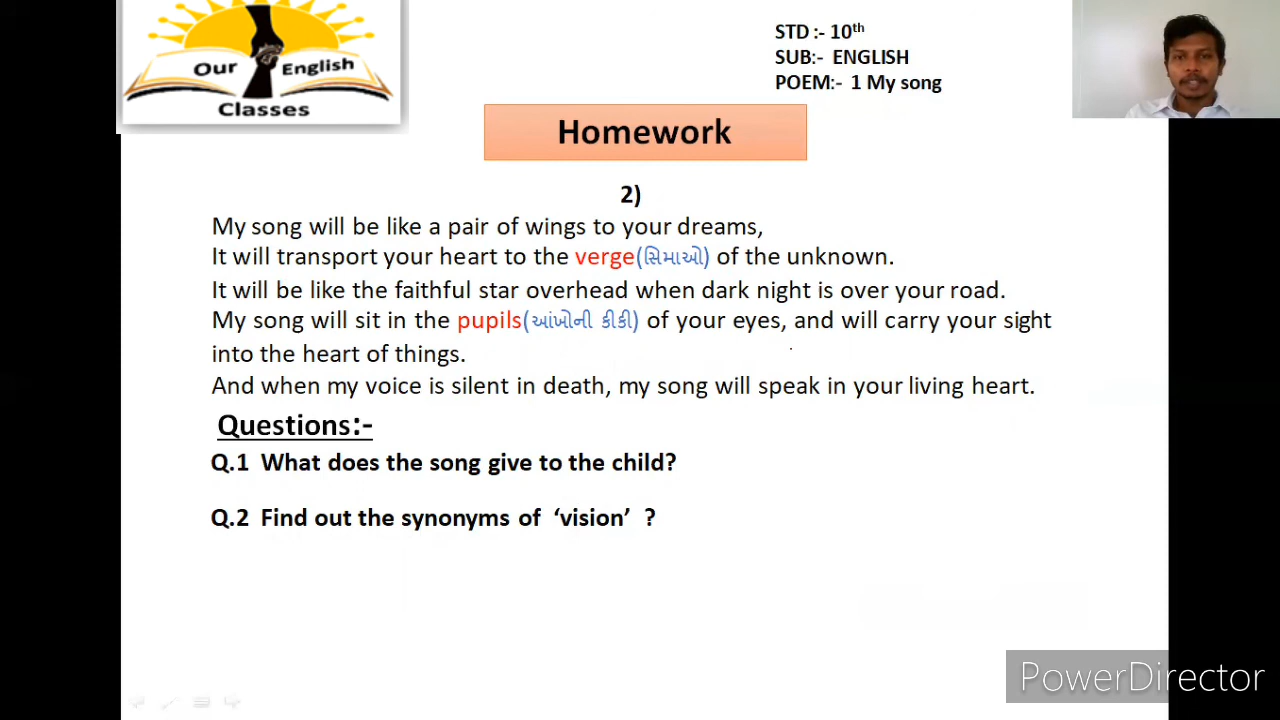 Our English
Classes
STD :- 10th
SUB:- ENGLISH
POEM:- 1 My song
Homework
2)
My song will be like a pair of wings to your dreams,
It will transport your heart to the verge(સિમાઓ) of the unknown.
It will be like the faithful star overhead when dark night is over your road.
My song will sit in the pupils(આંખોની કીકી) of your eyes, and will carry your sight
into the heart of things.
And when my voice is silent in death, my song will speak in your living heart.
Questions:-
Q.1 What does the song give to the child?
Q.2 Find out the synonyms of ‘vision’ ?
PowerDirector